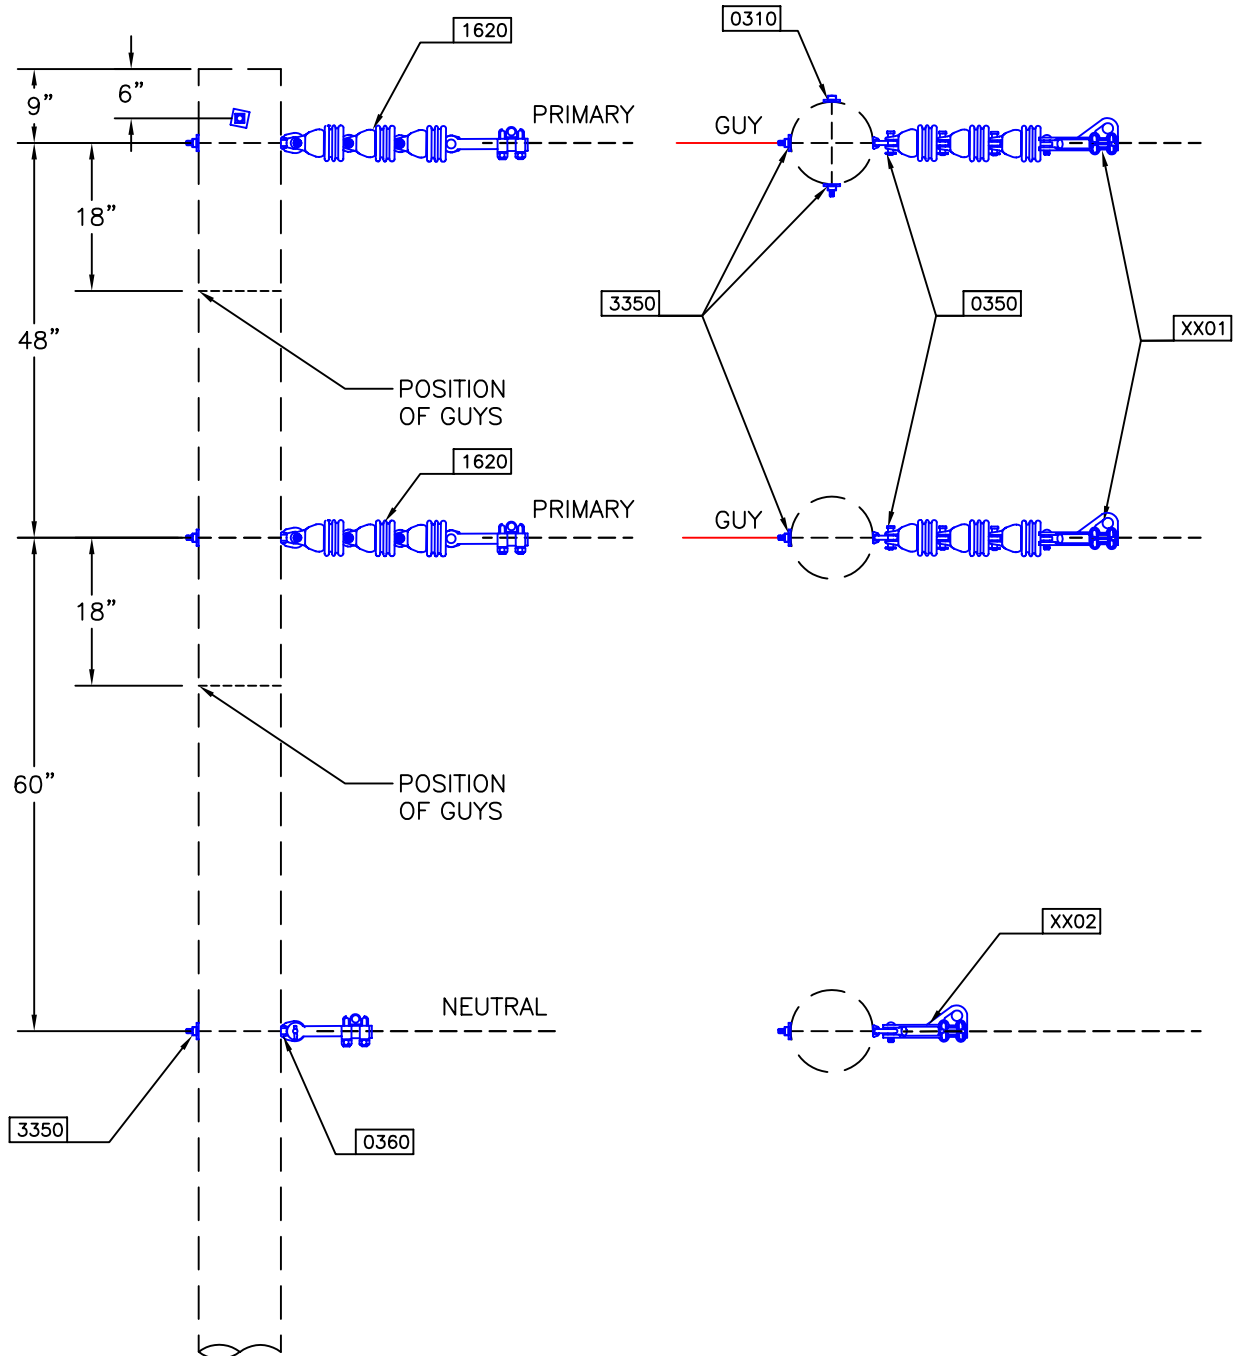 0310
1620
6”
9”
PRIMARY
GUY
18”
3350
0350
XX01
48”
POSITION
OF GUYS
1620
PRIMARY
GUY
18”
60”
POSITION
OF GUYS
XX02
NEUTRAL
3350
0360